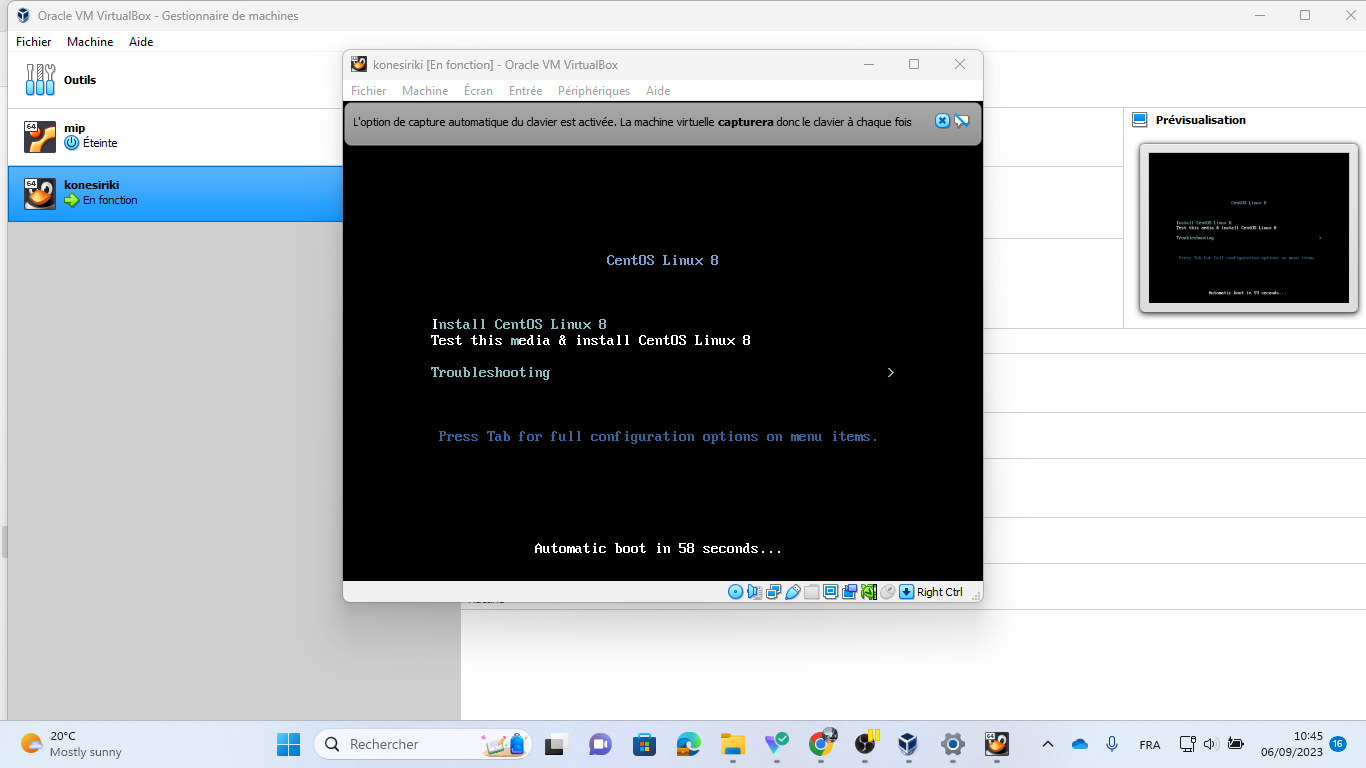 Oracle VM VirtualBox - Gestionnaire de machines
Fichier Machine Aide
Outils
64
mip
Éteinte
64
konesiriki
En fonction
konesiriki [En fonction] - Oracle VM VirtualBox
Fichier Machine Écran Entrée Périphériques Aide
L'option de capture automatique du clavier est activée. La machine virtuelle capturera donc le clavier à chaque fois
CentOS Linux 8
Install CentOS Linux 8
Test this media & install CentOS Linux 8
Troubleshooting >
Press Tab for full configuration options on menu items.
Automatic boot in 58 seconds...
Right Ctrl
Prévisualisation
CentOS Linux 8
Install CentOS Linux 8
Test this media & install CentOS Linux 8
Troubleshooting >
Press Tab for full configuration options on menu items.
Automatic boot in 59 seconds...
20°C
Mostly sunny
Rechercher
FRA
10:45
06/09/2023
16